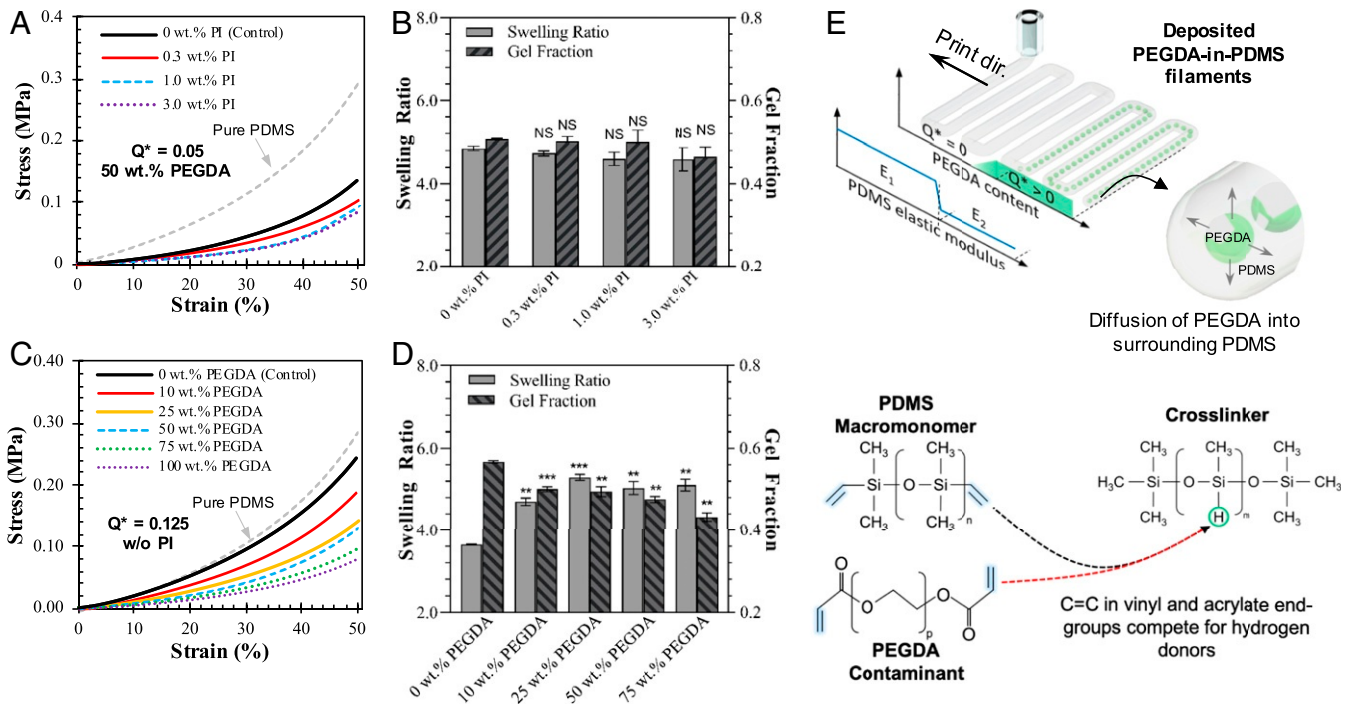 A
0.4
0.3
0.2
0.1
0
Stress (MPa)
0 wt.% PI (Control)
0.3 wt.% PI
1.0 wt.% PI
3.0 wt.% PI
Pure PDMS
Q* = 0.05
50 wt.% PEGDA
0 10 20 30 40 50
Strain (%)
B
8.0
6.0
4.0
2.0
Swelling Ratio
Swelling Ratio
Gel Fraction
NS NS NS NS NS NS
0.8
0.6
0.4
0.2
Gel Fraction
0 wt.% PI
0.3 wt.% PI
1.0 wt.% PI
3.0 wt.% PI
E
Deposited
PEGDA-in-PDMS
filaments
Print dir.
Q* = 0
Q* > 0
PEGDA content
E1
E2
PDMS elastic modulus
PEGDA
PDMS
Diffusion of PEGDA into
surrounding PDMS
C
0.40
0.30
0.20
0.10
0.00
Stress (MPa)
0 wt.% PEGDA (Control)
10 wt.% PEGDA
25 wt.% PEGDA
50 wt.% PEGDA
75 wt.% PEGDA
100 wt.% PEGDA
Pure PDMS
Q* = 0.125
w/o PI
0 10 20 30 40 50
Strain (%)
D
8.0
6.0
4.0
2.0
Swelling Ratio
Swelling Ratio
Gel Fraction
** *** *** ** ** ** ** **
0.8
0.6
0.4
0.2
Gel Fraction
0 wt.% PEGDA
10 wt.% PEGDA
25 wt.% PEGDA
50 wt.% PEGDA
75 wt.% PEGDA
PDMS
Macromonomer
CH3 CH3
Si O Si n
CH3 CH3
Crosslinker
CH3 CH3 CH3
H3C Si O Si m O Si CH3
CH3 H CH3
O
O O p O
PEGDA
Contaminant
C=C in vinyl and acrylate end-
groups compete for hydrogen
donors